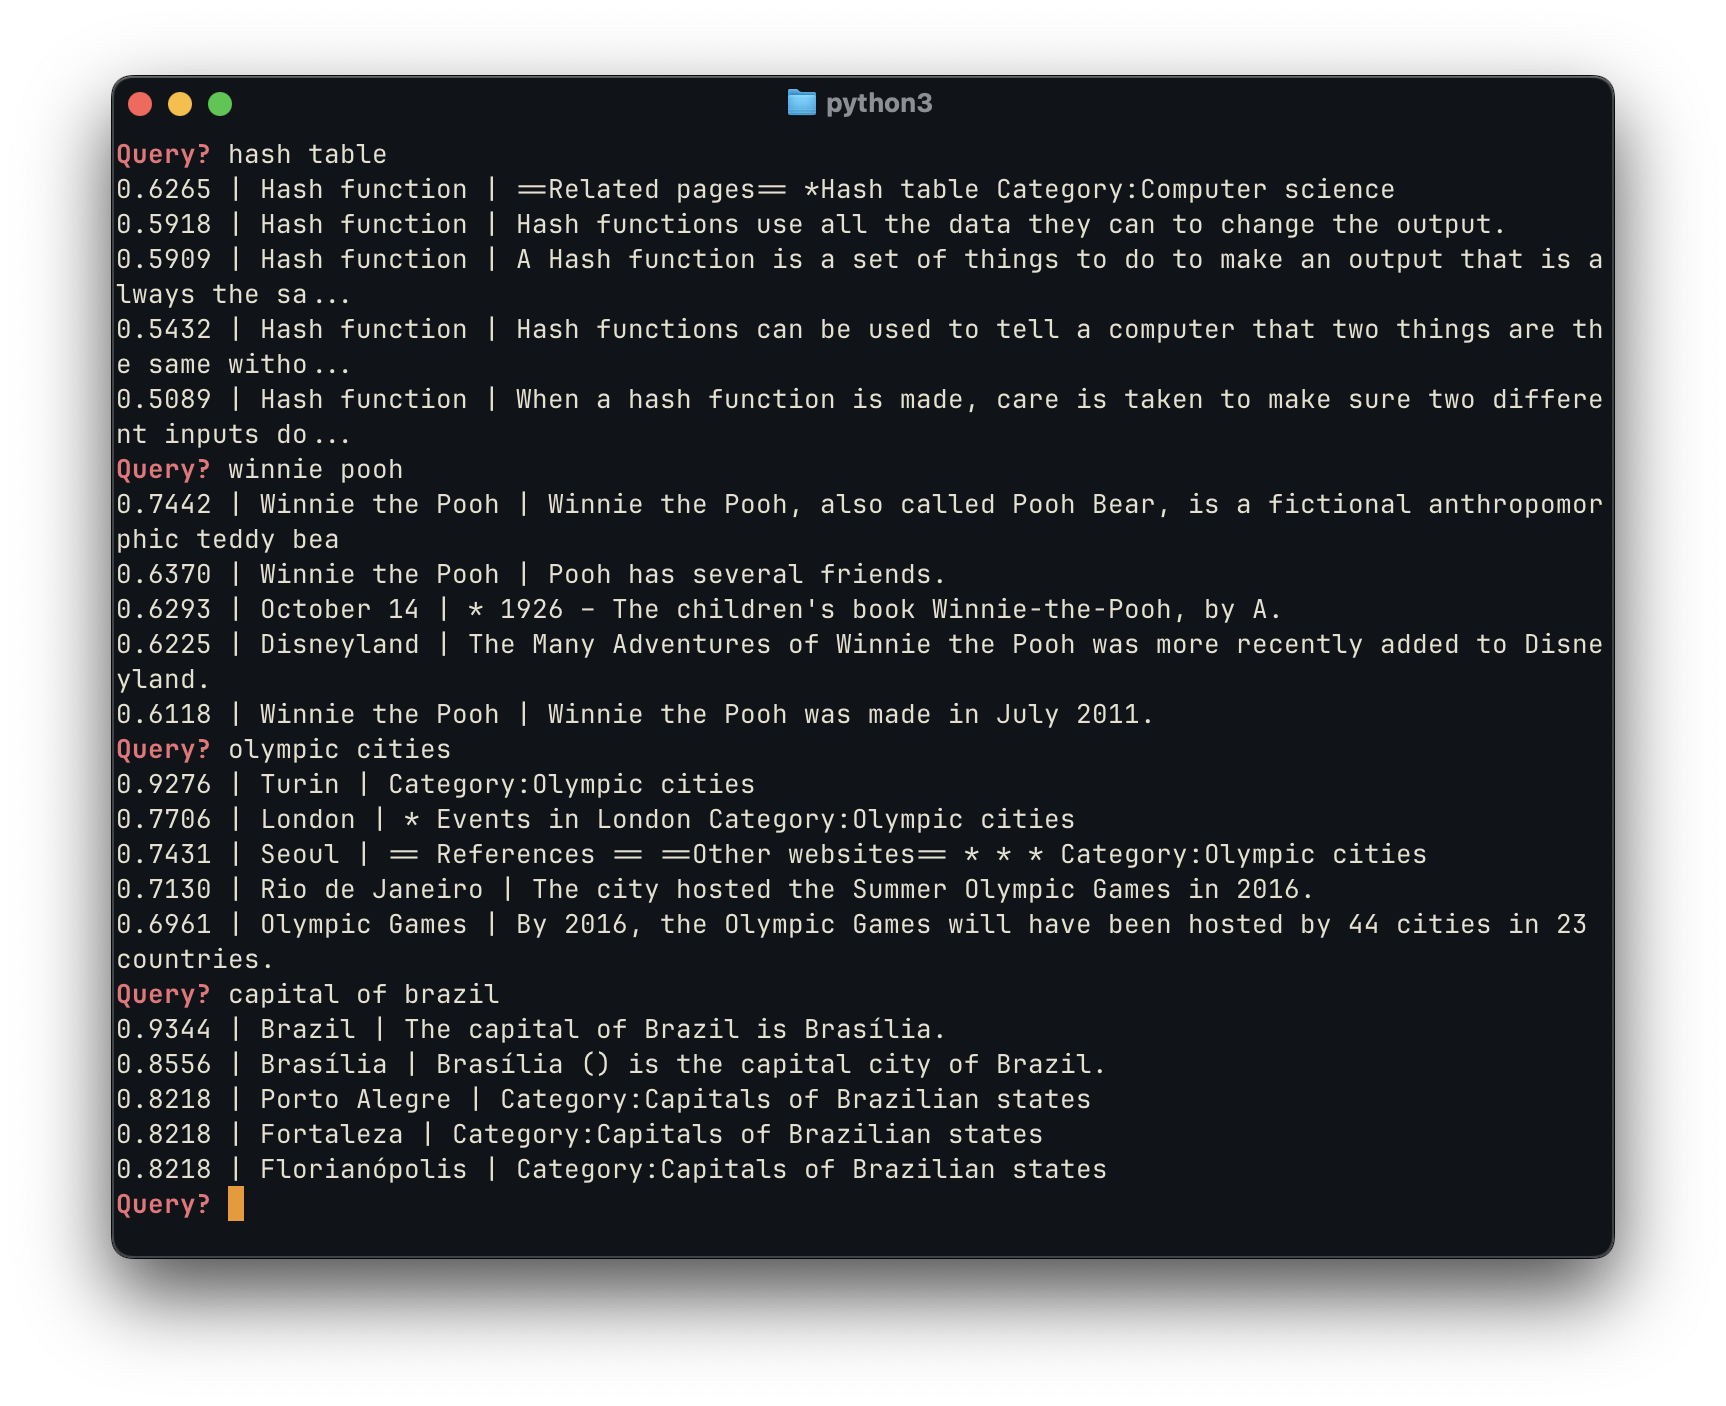 python3
Query? hash table
0.6265 | Hash function | ==Related pages== *Hash table Category:Computer science
0.5918 | Hash function | Hash functions use all the data they can to change the output.
0.5909 | Hash function | A Hash function is a set of things to do to make an output that is a
lways the sa...
0.5432 | Hash function | Hash functions can be used to tell a computer that two things are th
e same witho...
0.5089 | Hash function | When a hash function is made, care is taken to make sure two differe
nt inputs do...
Query? winnie pooh
0.7442 | Winnie the Pooh | Winnie the Pooh, also called Pooh Bear, is a fictional anthropomor
phic teddy bea
0.6370 | Winnie the Pooh | Pooh has several friends.
0.6293 | October 14 | * 1926 – The children's book Winnie-the-Pooh, by A.
0.6225 | Disneyland | The Many Adventures of Winnie the Pooh was more recently added to Disne
yland.
0.6118 | Winnie the Pooh | Winnie the Pooh was made in July 2011.
Query? olympic cities
0.9276 | Turin | Category:Olympic cities
0.7706 | London | * Events in London Category:Olympic cities
0.7431 | Seoul | == References == ==Other websites== * * * Category:Olympic cities
0.7130 | Rio de Janeiro | The city hosted the Summer Olympic Games in 2016.
0.6961 | Olympic Games | By 2016, the Olympic Games will have been hosted by 44 cities in 23
countries.
Query? capital of brazil
0.9344 | Brazil | The capital of Brazil is Brasília.
0.8556 | Brasília | Brasília () is the capital city of Brazil.
0.8218 | Porto Alegre | Category:Capitals of Brazilian states
0.8218 | Fortaleza | Category:Capitals of Brazilian states
0.8218 | Florianópolis | Category:Capitals of Brazilian states
Query?